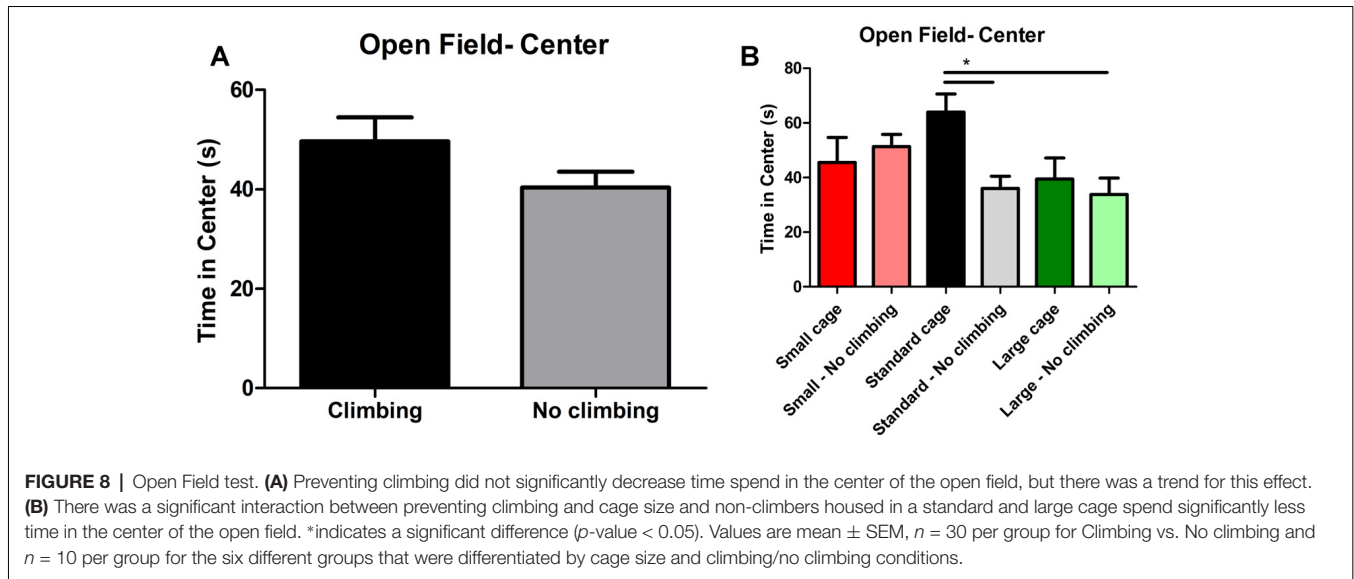 A
Open Field- Center
Time in Center (s)
60
40
20
0
Climbing
No climbing
B
Open Field- Center
*
Time in Center (s)
80
60
40
20
0
Small cage
Small - No climbing
Standard cage
Standard - No climbing
Large cage
Large - No climbing
FIGURE 8 | Open Field test. (A) Preventing climbing did not significantly decrease time spend in the center of the open field, but there was a trend for this effect.
(B) There was a significant interaction between preventing climbing and cage size and non-climbers housed in a standard and large cage spend significantly less
time in the center of the open field. *indicates a significant difference (p-value < 0.05). Values are mean ± SEM, n = 30 per group for Climbing vs. No climbing and
n = 10 per group for the six different groups that were differentiated by cage size and climbing/no climbing conditions.